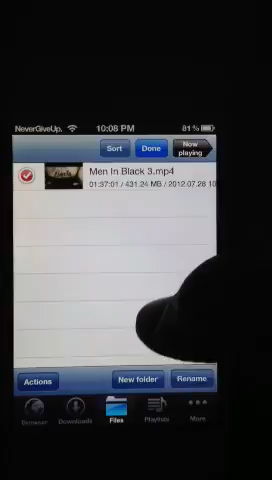 NeverGiveUp. 10:08 PM 81%
Sort Done Now playing
Men In Black 3.mp4
01:37:01 / 431.24 MB / 2012.07.28 10
Actions New folder Rename
Browser Downloads Files Playlists More